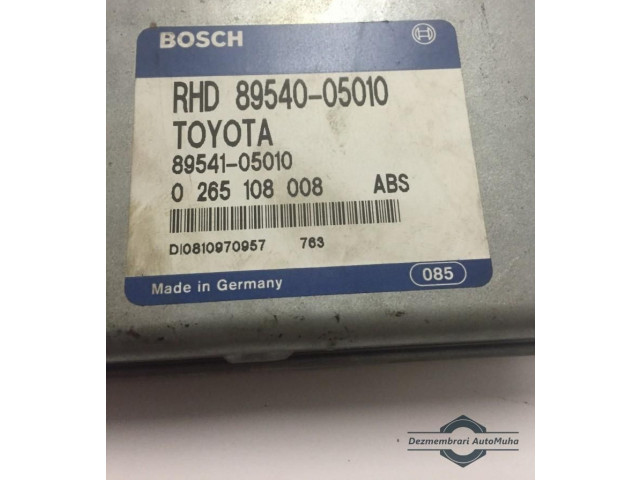 BOSCH
RHD 89540-05010
TOYOTA
89541-05010
0 265 108 008 ABS
DI0810970957 763
Made in Germany 085
Dezmembrari AutoMuha